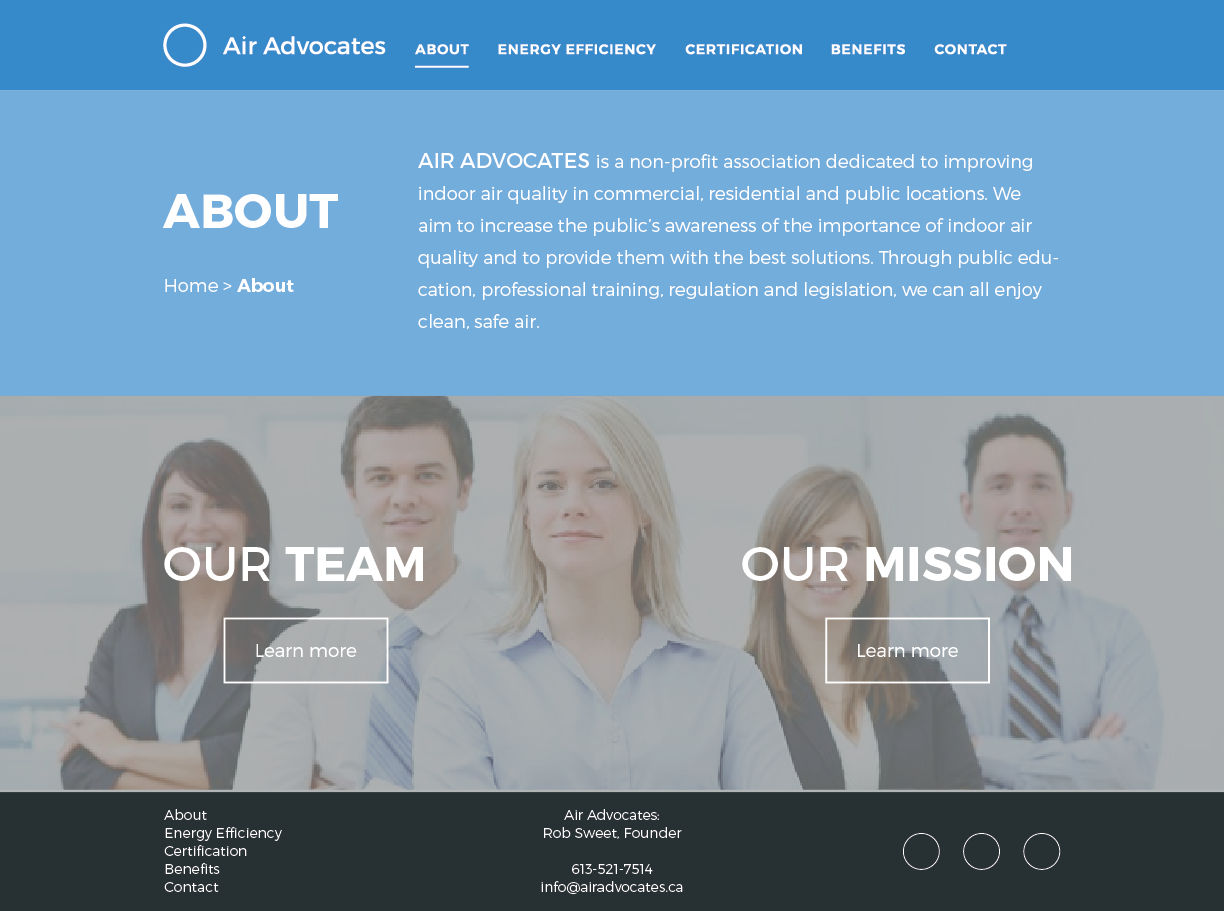 Air Advocates
ABOUT
ENERGY EFFICIENCY
CERTIFICATION
BENEFITS
CONTACT
ABOUT
Home > About
AIR ADVOCATES is a non-profit association dedicated to improving
indoor air quality in commercial, residential and public locations. We
aim to increase the public’s awareness of the importance of indoor air
quality and to provide them with the best solutions. Through public edu-
cation, professional training, regulation and legislation, we can all enjoy
clean, safe air.
OUR TEAM
Learn more
OUR MISSION
Learn more
About
Energy Efficiency
Certification
Benefits
Contact
Air Advocates:
Rob Sweet, Founder
613-521-7514
info@airadvocates.ca